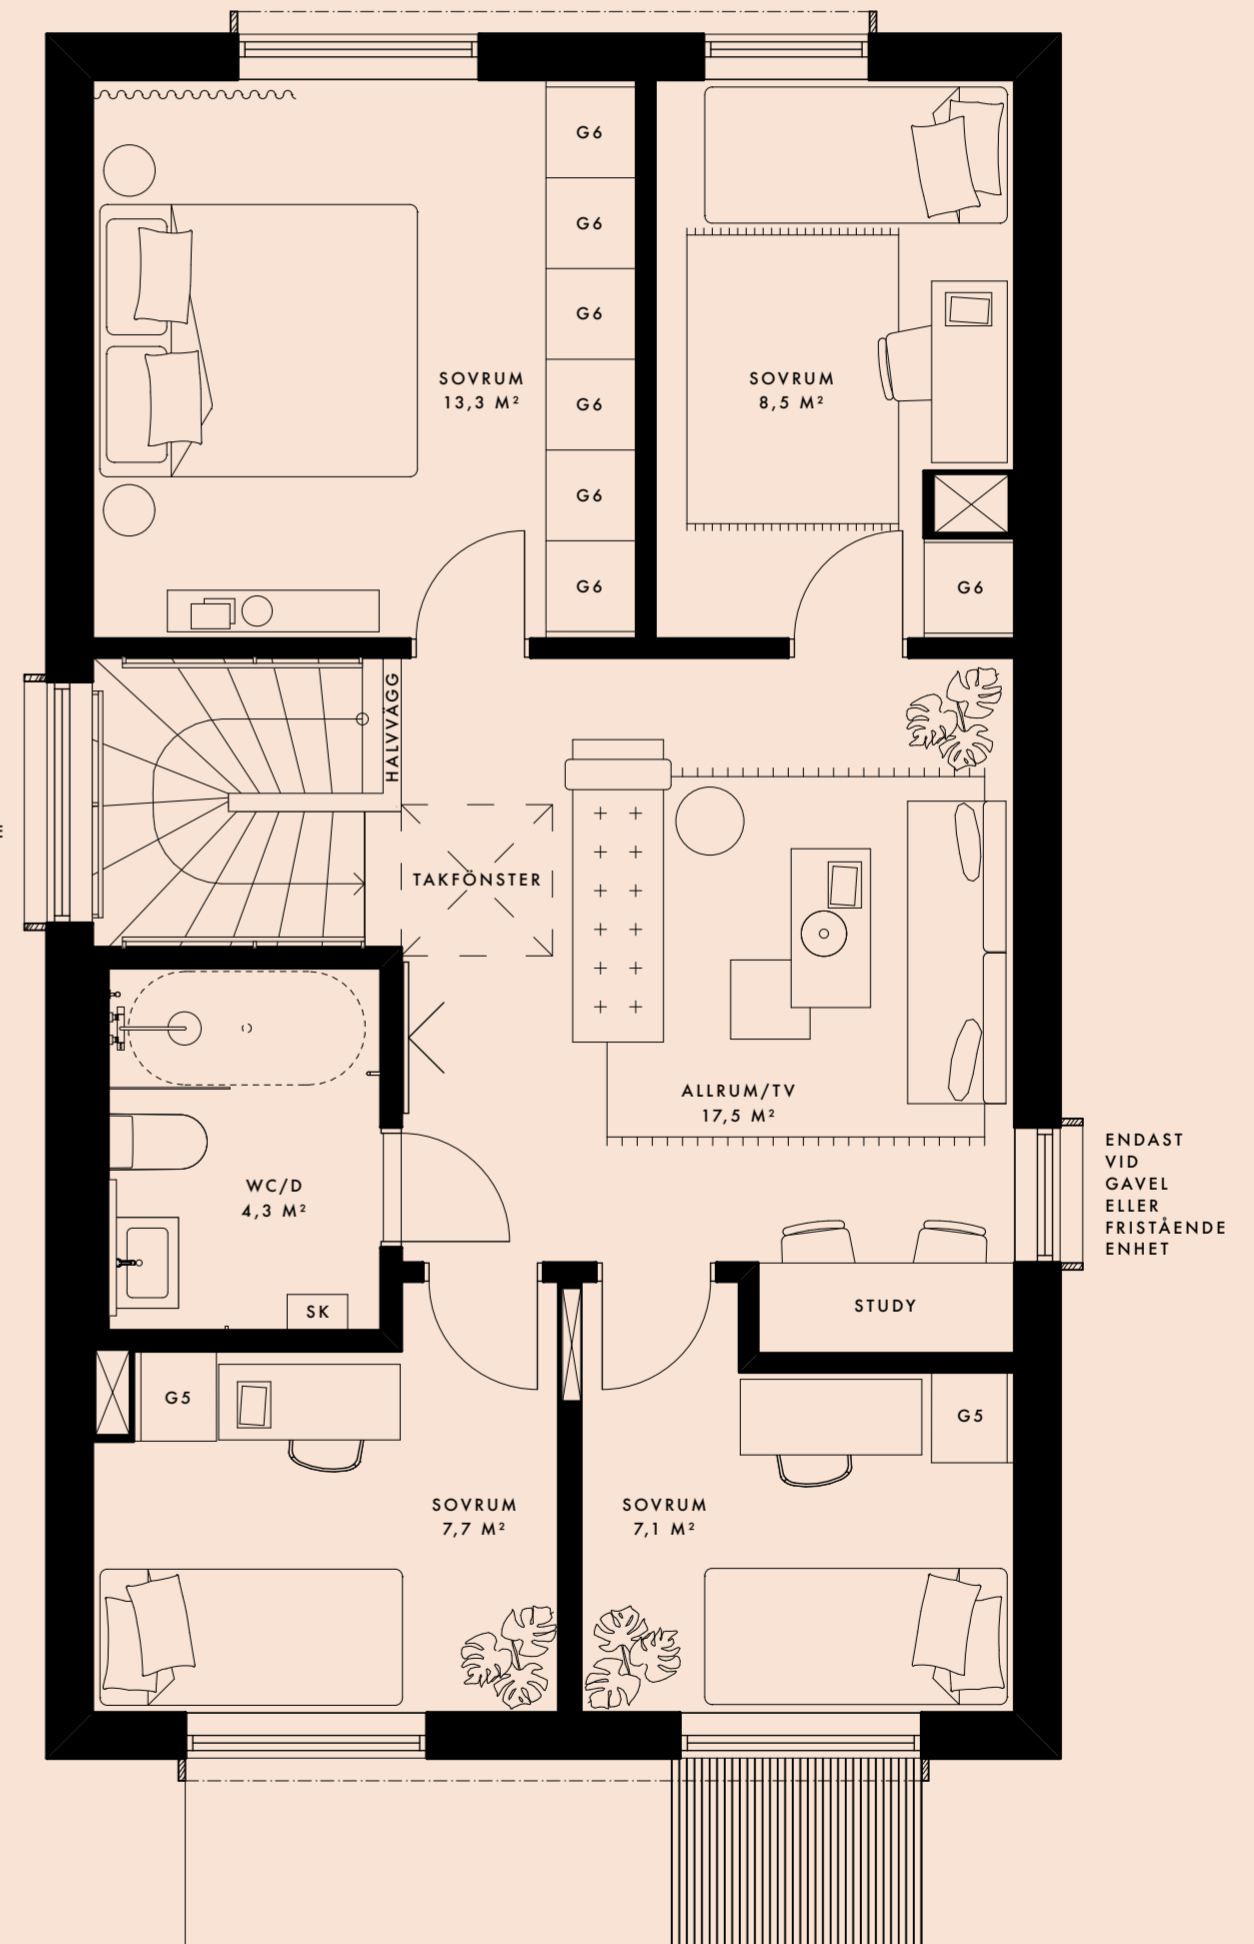 G6
G6
G6
G6
G6
G6
SOVRUM
13,3 M²
SOVRUM
8,5 M²
G6
HALVVÄGG
TAKFÖNSTER
ALLRUM/TV
17,5 M²
WC/D
4,3 M²
SK
ENDAST
VID
GAVEL
ELLER
FRISTÅENDE
ENHET
STUDY
G5
G5
SOVRUM
7,7 M²
SOVRUM
7,1 M²